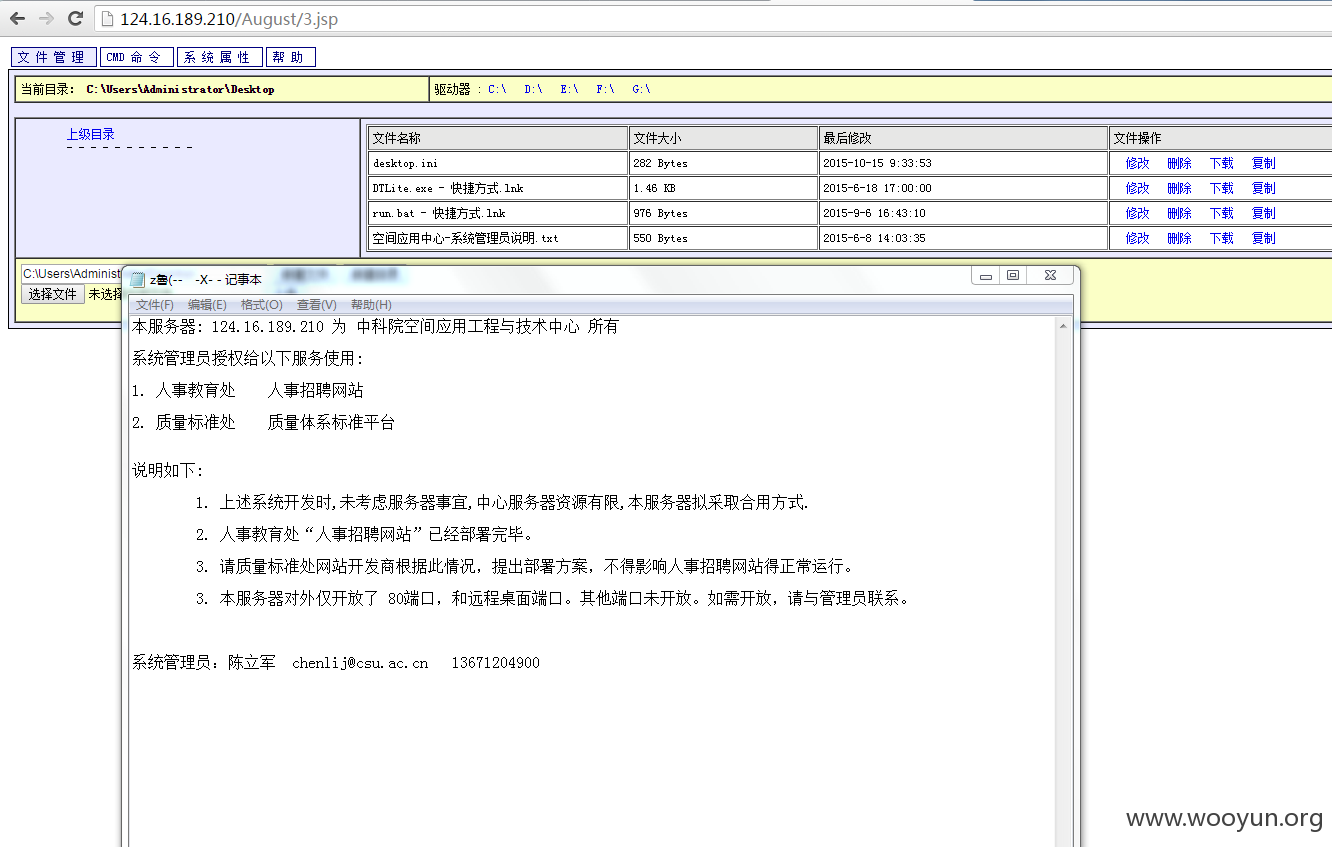 124.16.189.210/August/3.jsp
文件管理 CMD 命令 系统属性 帮助
当前目录： C:\Users\Administrator\Desktop 驱动器 : C:\ D:\ E:\ F:\ G:\
上级目录
- - - - - - - - - - -
文件名称 文件大小 最后修改 文件操作
desktop.ini 282 Bytes 2015-10-15 9:33:53 修改 删除 下载 复制
DTLite.exe - 快捷方式.lnk 1.46 KB 2015-6-18 17:00:00 修改 删除 下载 复制
run.bat - 快捷方式.lnk 976 Bytes 2015-9-6 16:43:10 修改 删除 下载 复制
空间应用中心-系统管理员说明.txt 550 Bytes 2015-6-8 14:03:35 修改 删除 下载 复制
C:\Users\Administ
选择文件 未选择
z鲁(-- -X- - 记事本
文件(F) 编辑(E) 格式(O) 查看(V) 帮助(H)
本服务器: 124.16.189.210 为 中科院空间应用工程与技术中心 所有
系统管理员授权给以下服务使用:
1. 人事教育处 人事招聘网站
2. 质量标准处 质量体系标准平台
说明如下:
1. 上述系统开发时,未考虑服务器事宜,中心服务器资源有限,本服务器拟采取合用方式.
2. 人事教育处“人事招聘网站”已经部署完毕。
3. 请质量标准处网站开发商根据此情况，提出部署方案，不得影响人事招聘网站得正常运行。
3. 本服务器对外仅开放了 80端口，和远程桌面端口。其他端口未开放。如需开放，请与管理员联系。
系统管理员：陈立军 chenlij@csu.ac.cn 13671204900
www.wooyun.org